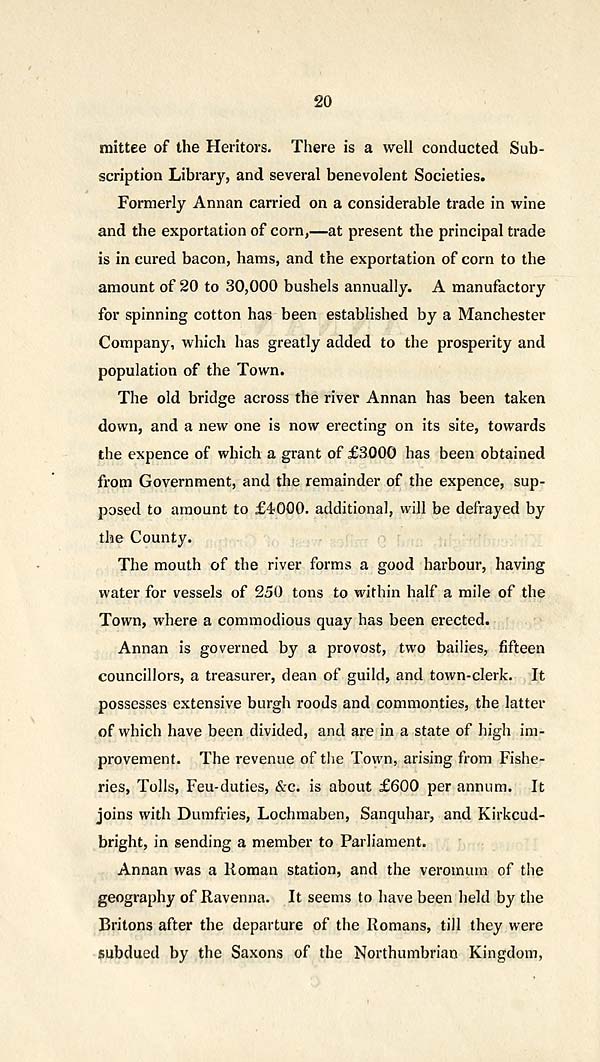 20
mittee of the Heritors. There is a well conducted Sub-
scription Library, and several benevolent Societies.
Formerly Annan carried on a considerable trade in wine
and the exportation of corn,—at present the principal trade
is in cured bacon, hams, and the exportation of corn to the
amount of 20 to 30,000 bushels annually. A manufactory
for spinning cotton has been established by a Manchester
Company, which has greatly added to the prosperity and
population of the Town.
The old bridge across the river Annan has been taken
down, and a new one is now erecting on its site, towards
the expence of which a grant of £3000 has been obtained
from Government, and the remainder of the expence, sup-
posed to amount to £4000. additional, will be defrayed by
the County.
The mouth of the river forms a good harbour, having
water for vessels of 250 tons to within half a mile of the
Town, where a commodious quay has been erected.
Annan is governed by a provost, two bailies, fifteen
councillors, a treasurer, dean of guild, and town-clerk. It
possesses extensive burgh roods and commonties, the latter
of which have been divided, and are in a state of high im-
provement. The revenue of the Town, arising from Fishe-
ries, Tolls, Feu-duties, &c. is about £600 per annum. It
joins with Dumfries, Lochmaben, Sanquhar, and Kirkcud-
bright, in sending a member to Parliament.
Annan was a Roman station, and the veromum of the
geography of Ravenna. It seems to have been held by the
Britons after the departure of the Romans, till they were
subdued by the Saxons of the Northumbrian Kingdom,